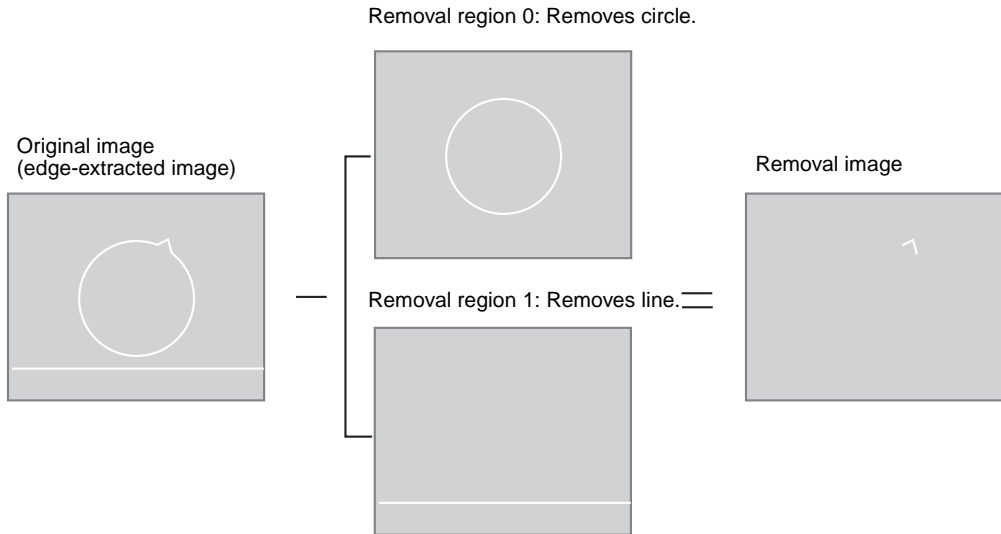 Removal region 0: Removes circle.
Original image
(edge-extracted image)
Removal image
Removal region 1: Removes line.